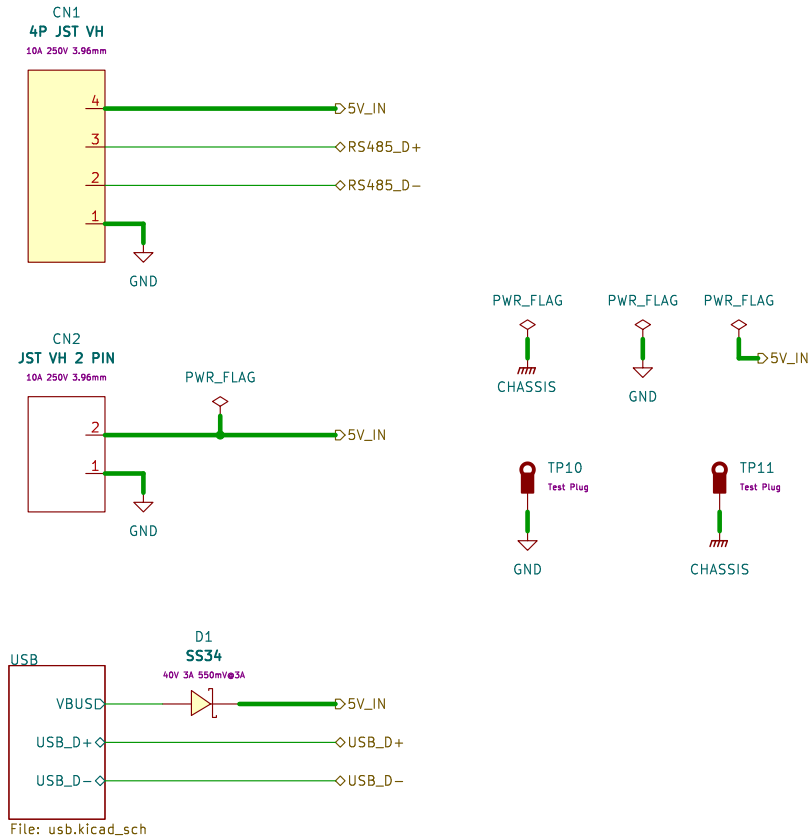 CN1
4P JST VH
10A 250V 3.96mm
4
5V_IN
3
RS485_D+
2
RS485_D-
1
GND
CN2
JST VH 2 PIN
10A 250V 3.96mm
PWR_FLAG
2
5V_IN
1
GND
PWR_FLAG
CHASSIS
PWR_FLAG
GND
PWR_FLAG
5V_IN
TP10
Test Plug
GND
TP11
Test Plug
CHASSIS
USB
D1
SS34
40V 3A 550mV@3A
VBUS
5V_IN
USB_D+
USB_D+
USB_D-
USB_D-
File: usb.kicad_sch